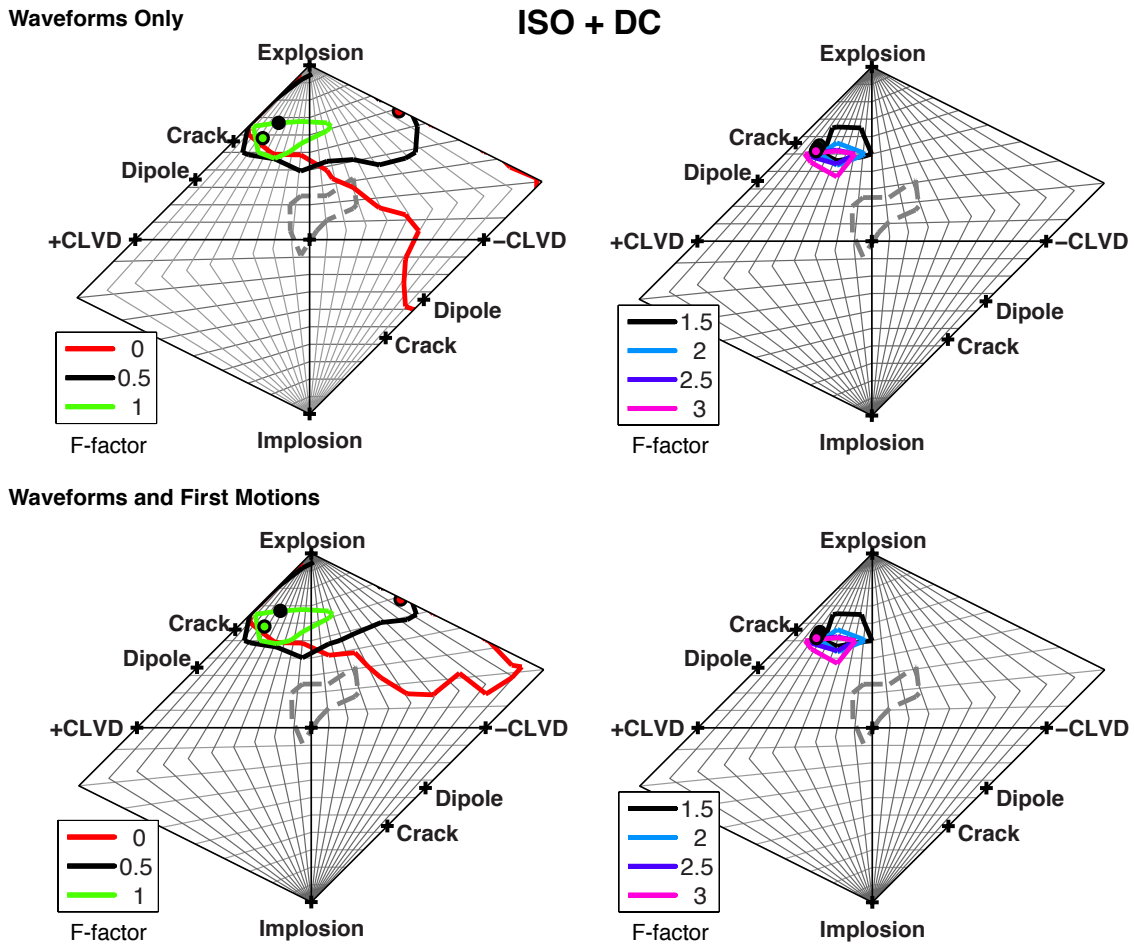 Waveforms Only
ISO + DC
Explosion
Crack
Dipole
+CLVD
−CLVD
Dipole
Crack
Implosion
0
0.5
1
F-factor
Explosion
Crack
Dipole
+CLVD
−CLVD
Dipole
Crack
Implosion
1.5
2
2.5
3
F-factor
Waveforms and First Motions
Explosion
Crack
Dipole
+CLVD
−CLVD
Dipole
Crack
Implosion
0
0.5
1
F-factor
Explosion
Crack
Dipole
+CLVD
−CLVD
Dipole
Crack
Implosion
1.5
2
2.5
3
F-factor